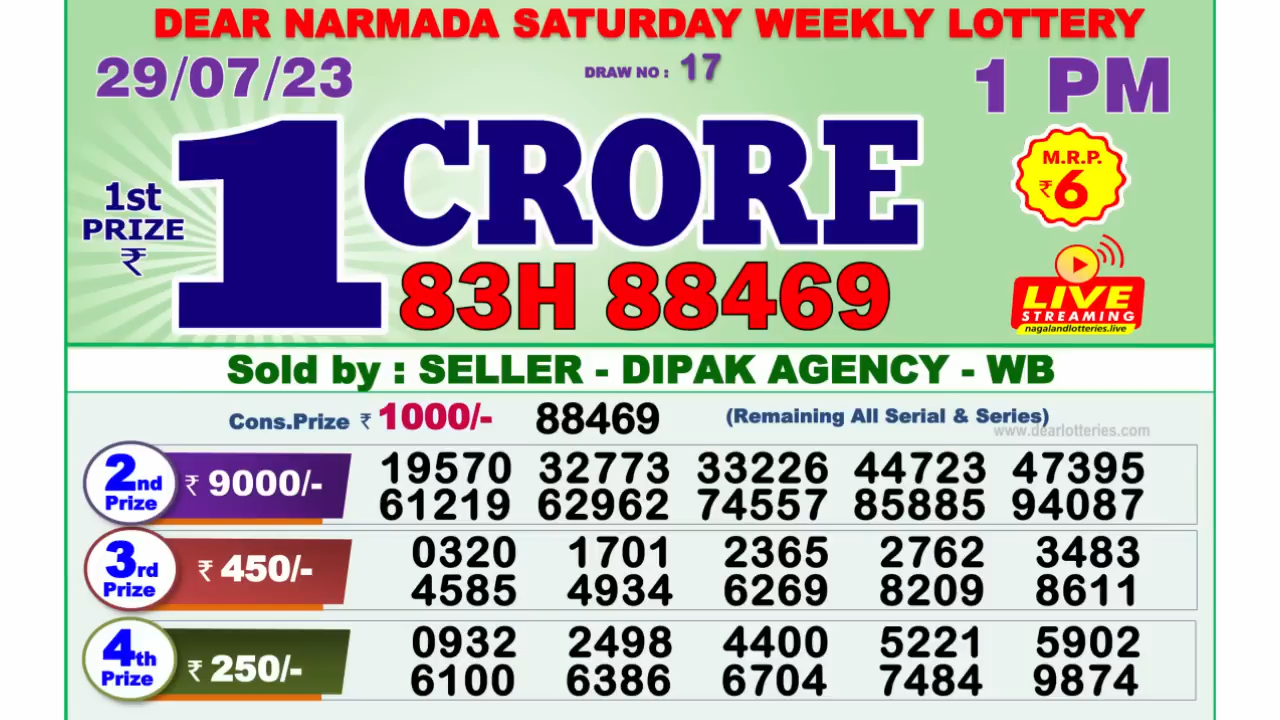 DEAR NARMADA SATURDAY WEEKLY LOTTERY
29/07/23
DRAW NO : 17
1 PM
1st
PRIZE
₹
1 CRORE
83H 88469
M.R.P.
₹6
LIVE
STREAMING
nagalandlotteries.live
Sold by : SELLER - DIPAK AGENCY - WB
Cons.Prize ₹ 1000/- 88469 (Remaining All Serial & Series)
www.dearlotteries.com
2nd
Prize
₹ 9000/-
19570 32773 33226 44723 47395
61219 62962 74557 85885 94087
3rd
Prize
₹ 450/-
0320 1701 2365 2762 3483
4585 4934 6269 8209 8611
4th
Prize
₹ 250/-
0932 2498 4400 5221 5902
6100 6386 6704 7484 9874